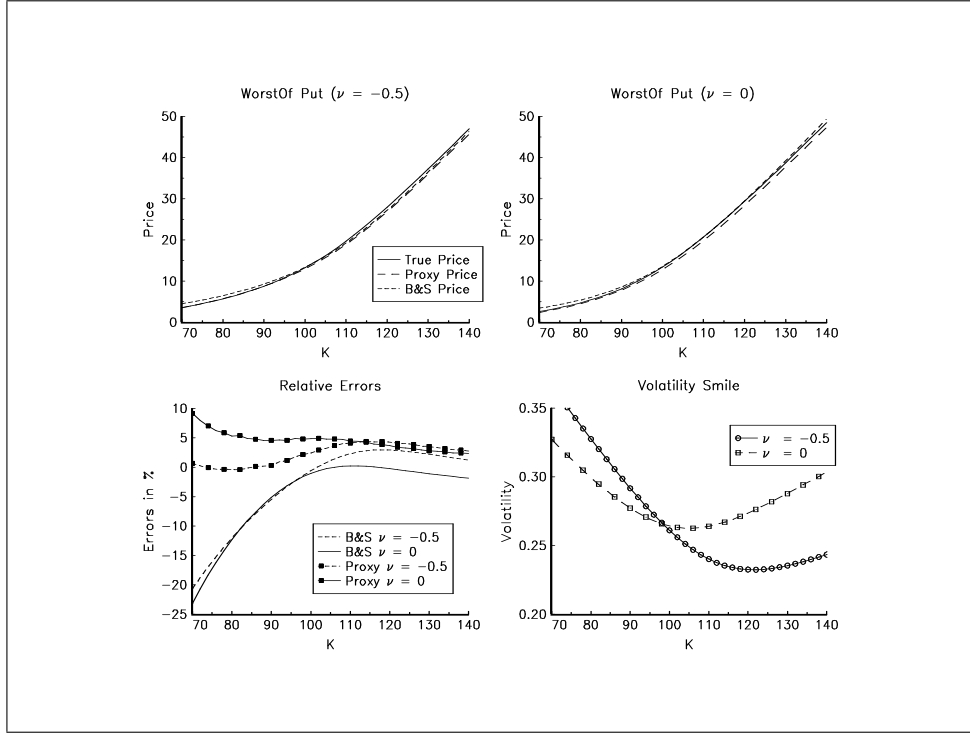 WorstOf Put (ν = −0.5)
50
40
30
20
10
0
Price
70 80 90 100 110 120 130 140
K
True Price
Proxy Price
B&S Price
WorstOf Put (ν = 0)
50
40
30
20
10
0
Price
70 80 90 100 110 120 130 140
K
Relative Errors
10
5
0
−5
−10
−15
−20
−25
Errors in %
70 80 90 100 110 120 130 140
K
B&S ν = −0.5
B&S ν = 0
Proxy ν = −0.5
Proxy ν = 0
Volatility Smile
0.35
0.30
0.25
0.20
Volatility
70 80 90 100 110 120 130 140
K
ν = −0.5
ν = 0